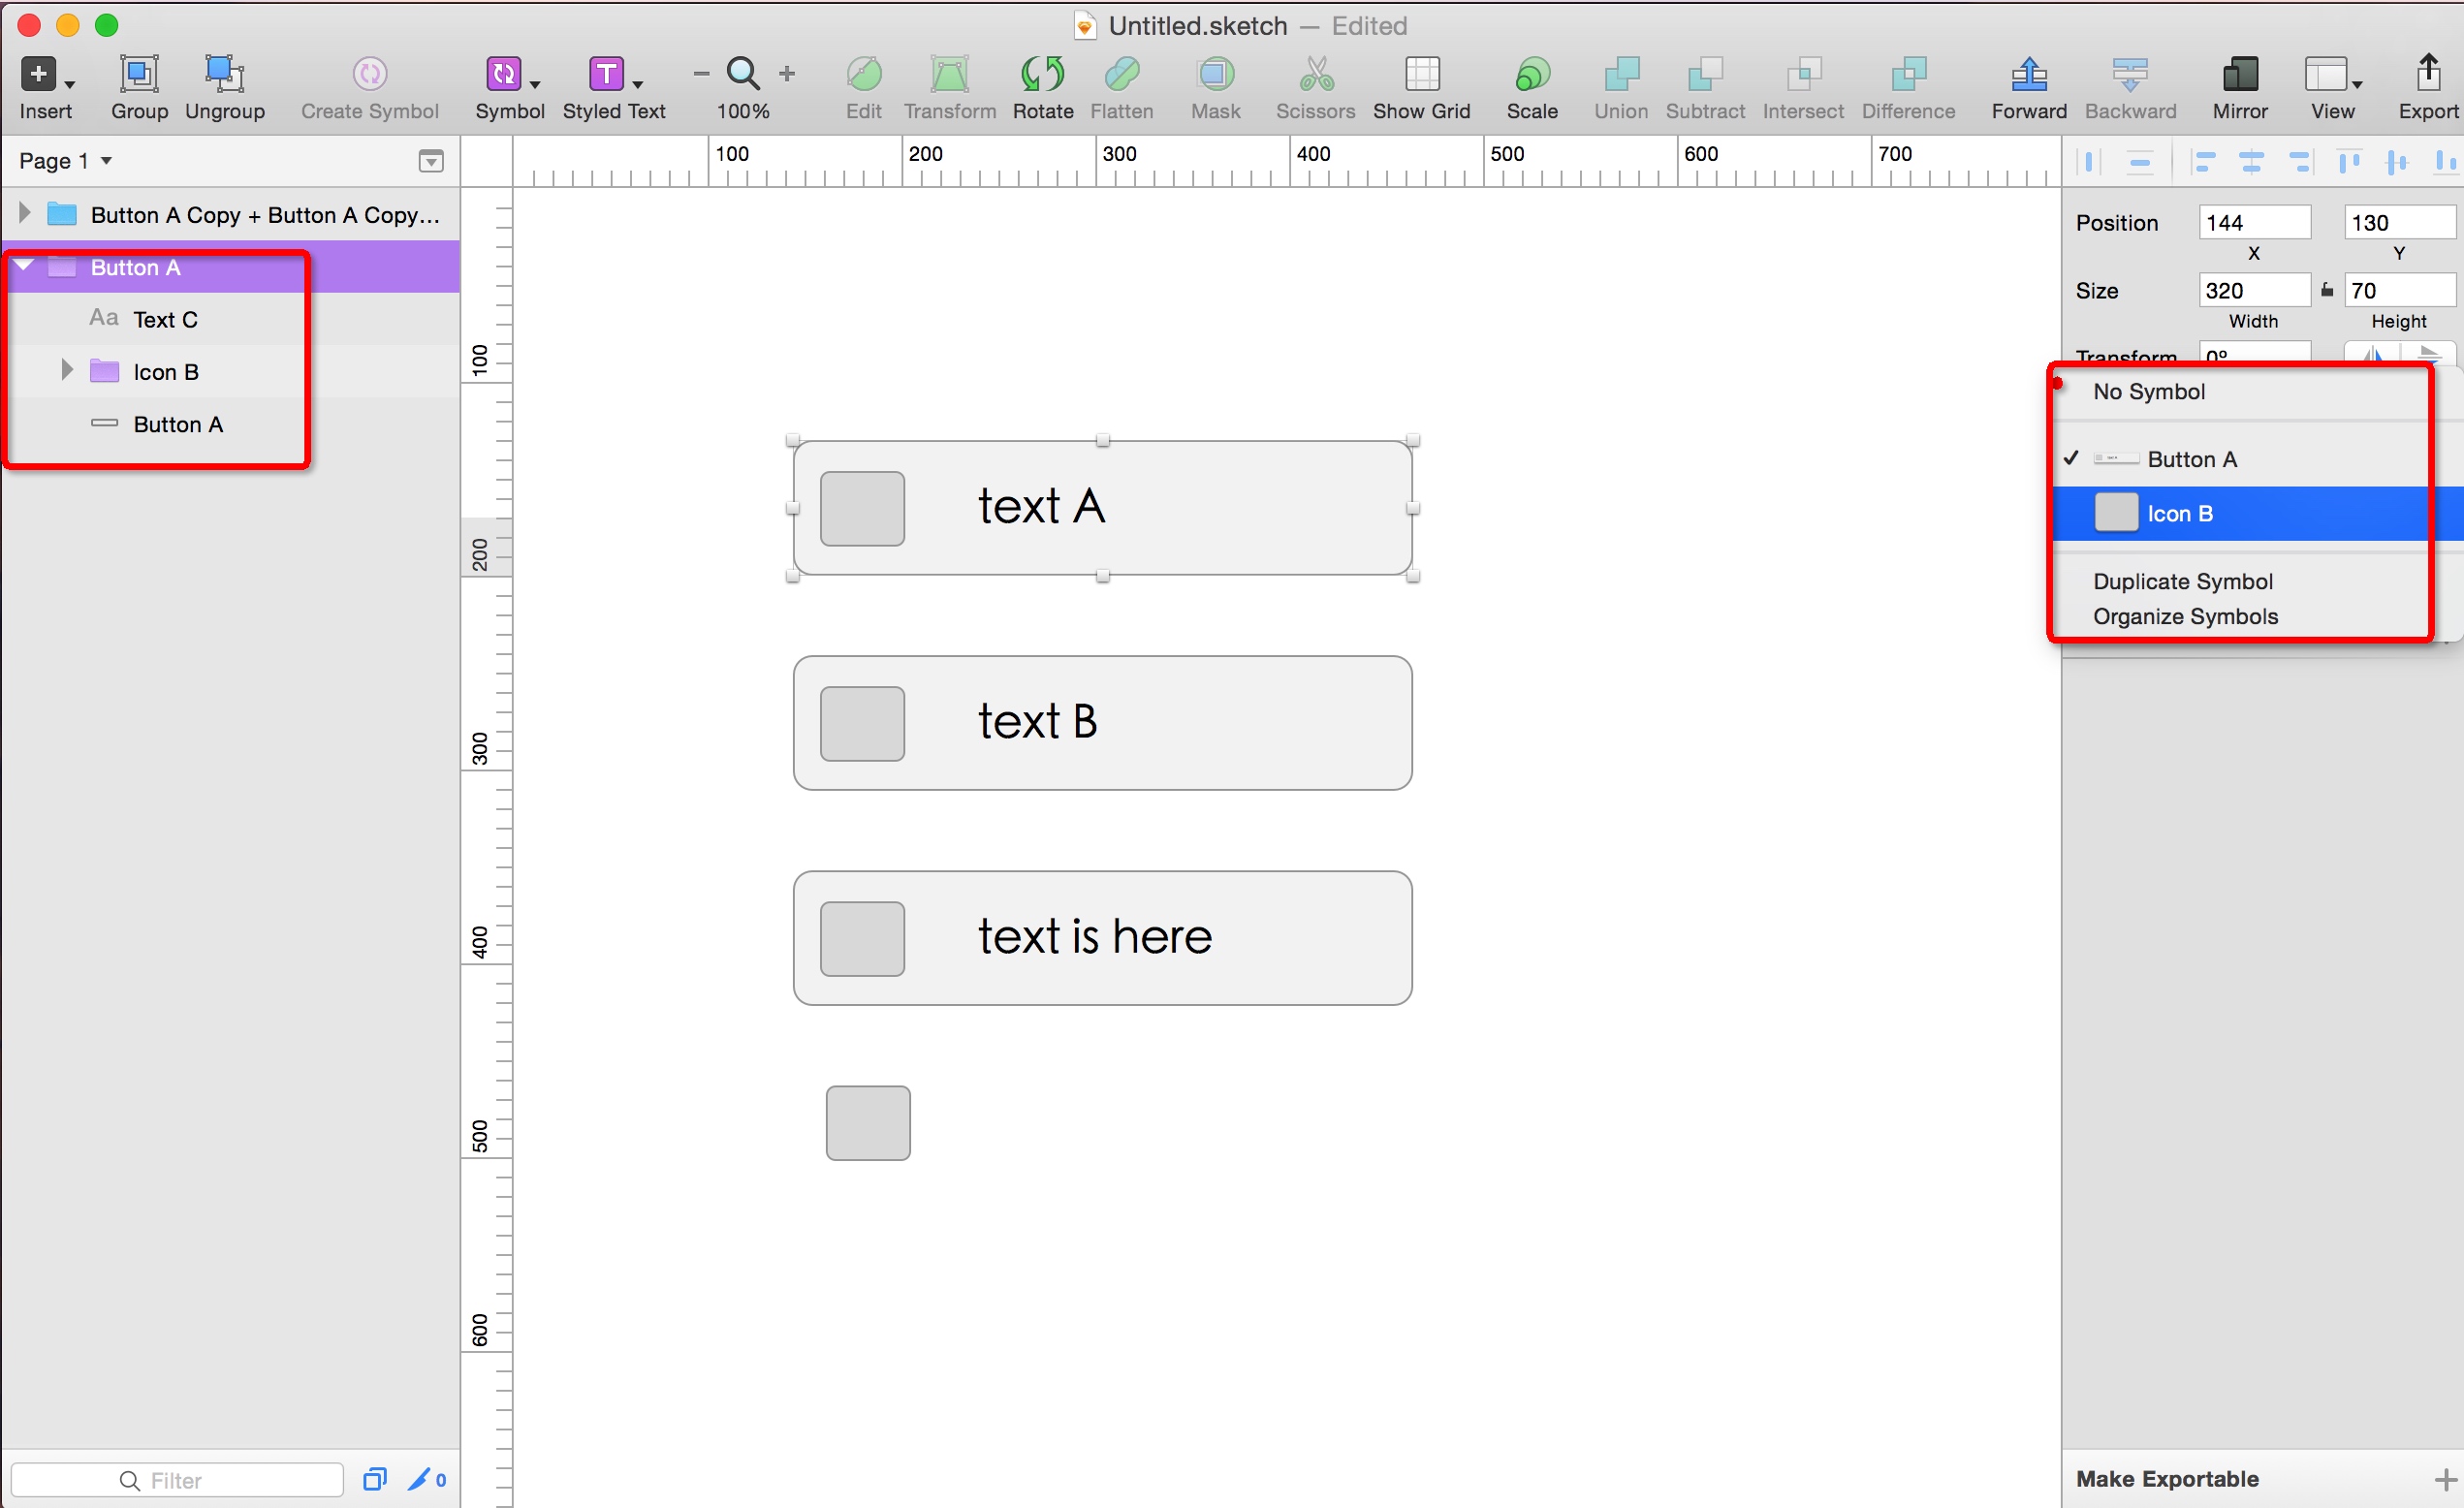 Untitled.sketch — Edited
Insert Group Ungroup Create Symbol Symbol Styled Text 100% Edit Transform Rotate Flatten Mask Scissors Show Grid Scale Union Subtract Intersect Difference Forward Backward Mirror View Export
Page 1
100 200 300 400 500 600 700
Button A Copy + Button A Copy...
Button A
Aa Text C
Icon B
Button A
100
200
300
400
500
600
text A
text B
text is here
Position 144 130
X Y
Size 320 70
Width Height
Transform 0°
No Symbol
Button A
Icon B
Duplicate Symbol
Organize Symbols
Filter 0
Make Exportable